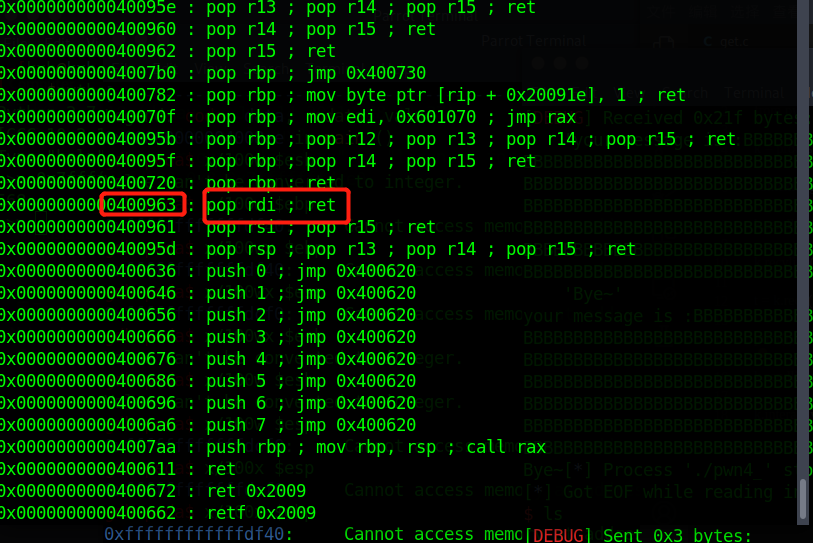 0x000000000040095e : pop r13 ; pop r14 ; pop r15 ; ret
0x0000000000400960 : pop r14 ; pop r15 ; ret
0x0000000000400962 : pop r15 ; ret
0x00000000004007b0 : pop rbp ; jmp 0x400730
0x0000000000400782 : pop rbp ; mov byte ptr [rip + 0x20091e], 1 ; ret
0x000000000040070f : pop rbp ; mov edi, 0x601070 ; jmp rax
0x000000000040095b : pop rbp ; pop r12 ; pop r13 ; pop r14 ; pop r15 ; ret
0x000000000040095f : pop rbp ; pop r14 ; pop r15 ; ret
0x0000000000400720 : pop rbp ; ret
0x0000000000400963 : pop rdi ; ret
0x0000000000400961 : pop rsi ; pop r15 ; ret
0x000000000040095d : pop rsp ; pop r13 ; pop r14 ; pop r15 ; ret
0x0000000000400636 : push 0 ; jmp 0x400620
0x0000000000400646 : push 1 ; jmp 0x400620
0x0000000000400656 : push 2 ; jmp 0x400620
0x0000000000400666 : push 3 ; jmp 0x400620
0x0000000000400676 : push 4 ; jmp 0x400620
0x0000000000400686 : push 5 ; jmp 0x400620
0x0000000000400696 : push 6 ; jmp 0x400620
0x00000000004006a6 : push 7 ; jmp 0x400620
0x00000000004007aa : push rbp ; mov rbp, rsp ; call rax
0x0000000000400611 : ret
0x0000000000400672 : ret 0x2009
0x0000000000400662 : retf 0x2009
0xffffffffffffdf40: Cannot access mem[DEBUG] Sent 0x3 bytes: